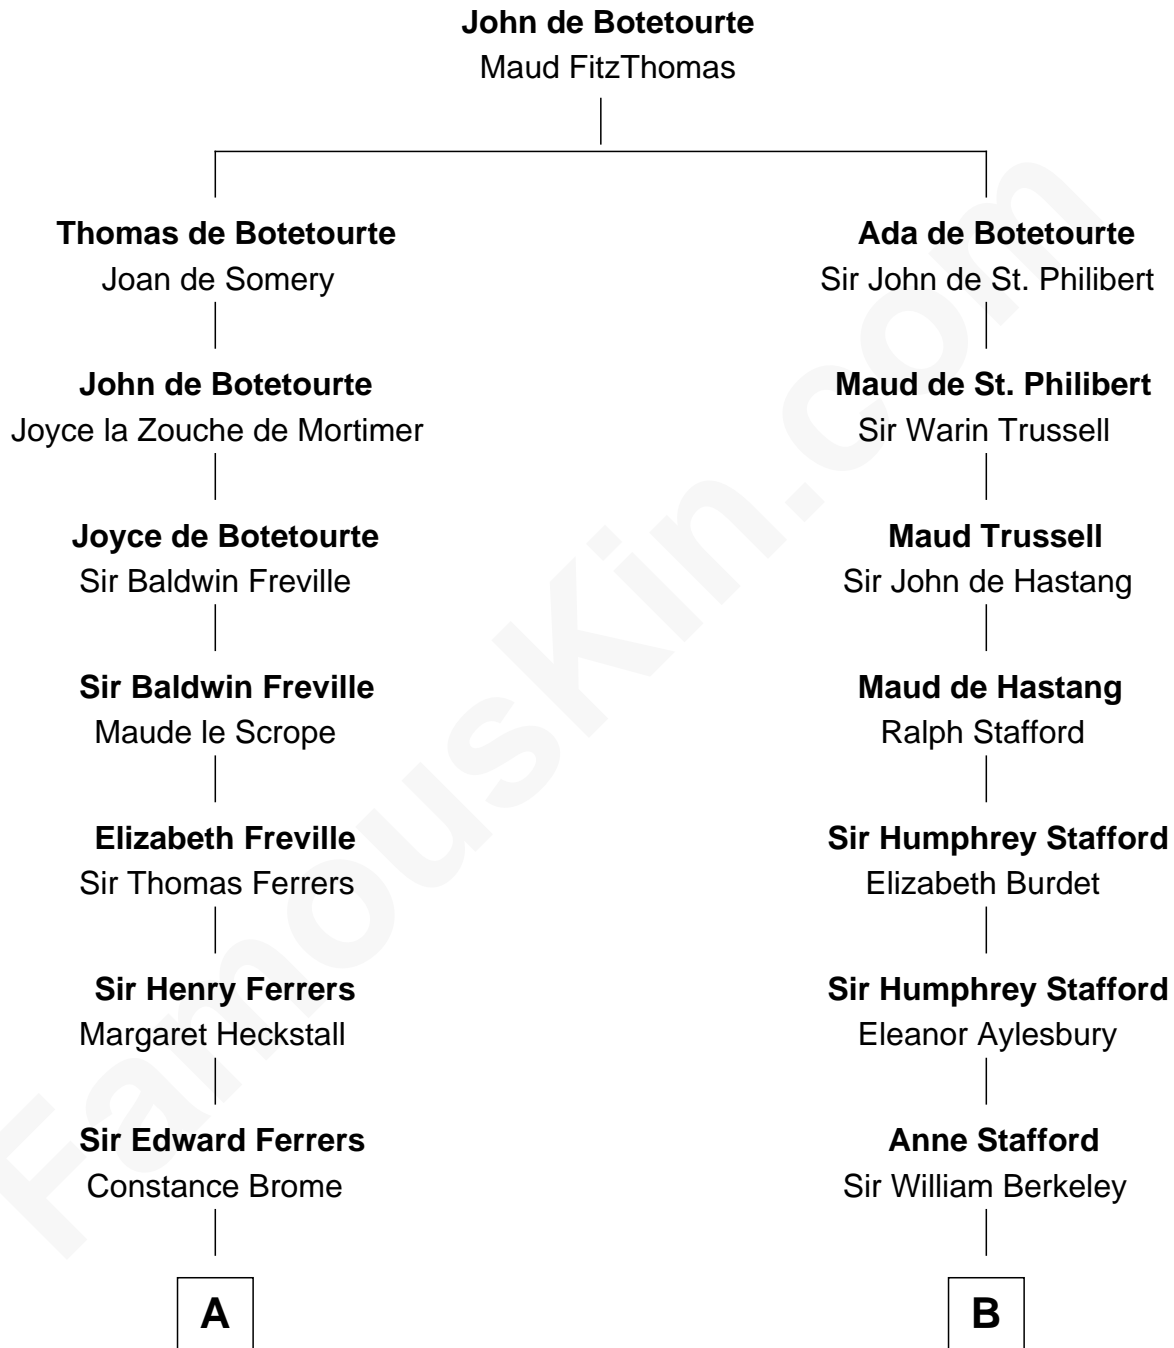 John de Botetourte
Maud FitzThomas
Thomas de Botetourte
Joan de Somery
Ada de Botetourte
Sir John de St. Philibert
John de Botetourte
Joyce la Zouche de Mortimer
Maud de St. Philibert
Sir Warin Trussell
Joyce de Botetourte
Sir Baldwin Freville
Maud Trussell
Sir John de Hastang
Sir Baldwin Freville
Maude le Scrope
Maud de Hastang
Ralph Stafford
Elizabeth Freville
Sir Thomas Ferrers
Sir Humphrey Stafford
Elizabeth Burdet
Sir Henry Ferrers
Margaret Heckstall
Sir Humphrey Stafford
Eleanor Aylesbury
Sir Edward Ferrers
Constance Brome
Anne Stafford
Sir William Berkeley
A
B
FamousKin.com